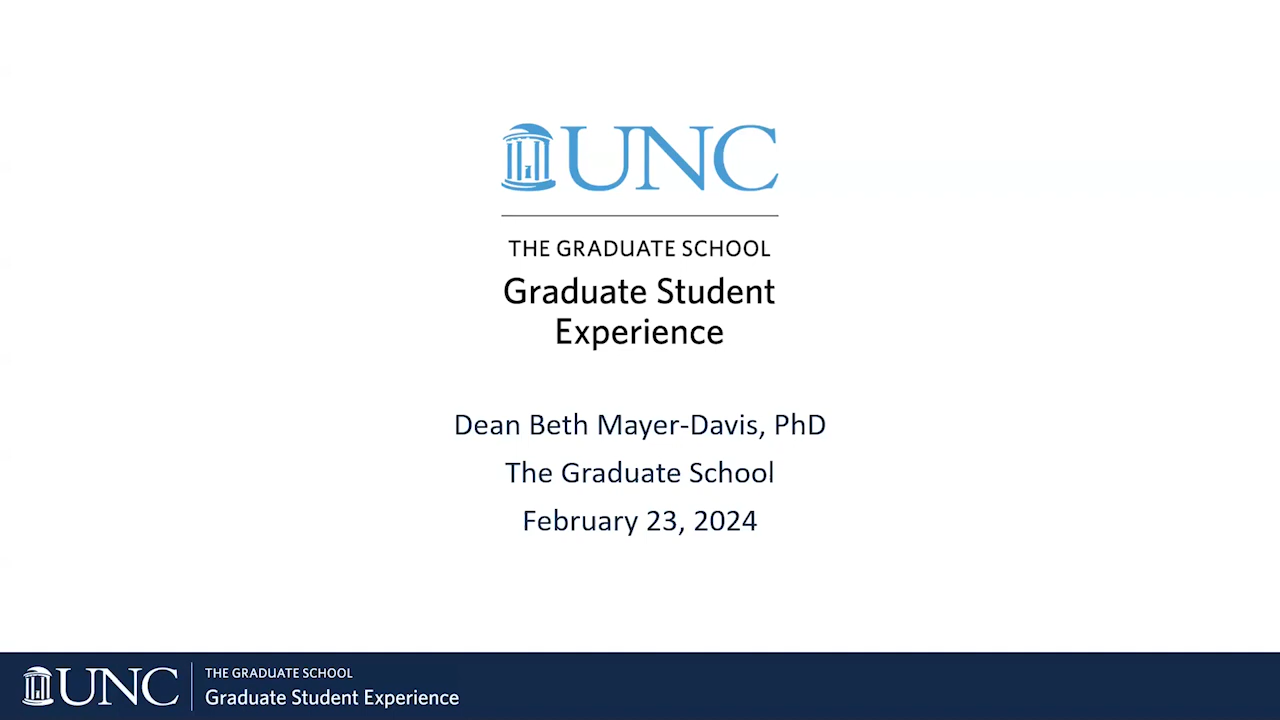 UNC
THE GRADUATE SCHOOL
Graduate Student
Experience
Dean Beth Mayer-Davis, PhD
The Graduate School
February 23, 2024
UNC
THE GRADUATE SCHOOL
Graduate Student Experience